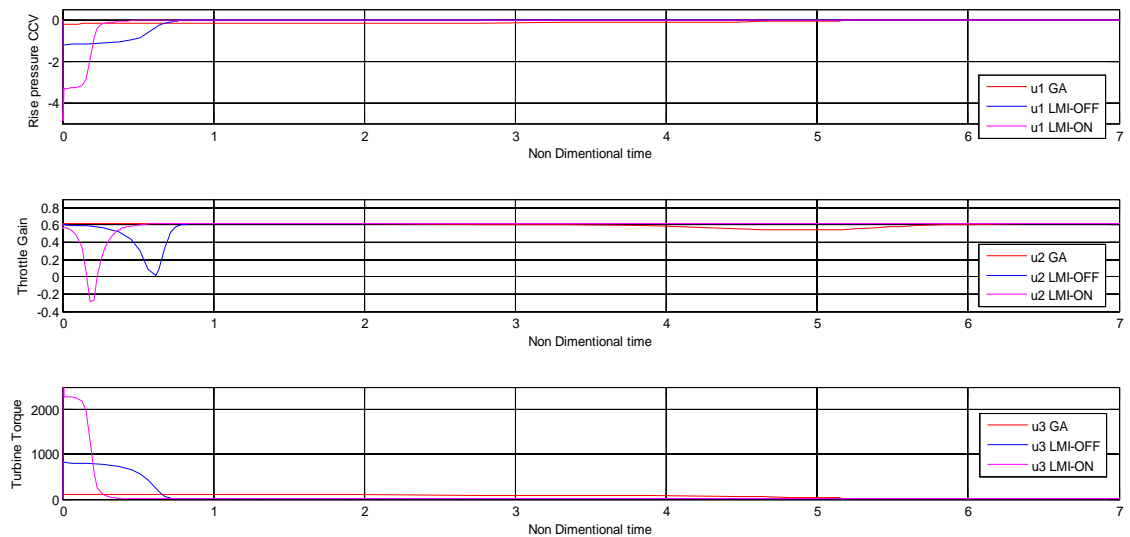 Rise pressure CCV
0
-2
-4
0 1 2 3 4 5 6 7
Non Dimentional time
u1 GA
u1 LMI-OFF
u1 LMI-ON
Throttle Gain
0.8
0.6
0.4
0.2
0
-0.2
-0.4
0 1 2 3 4 5 6 7
Non Dimentional time
u2 GA
u2 LMI-OFF
u2 LMI-ON
Turbine Torque
2000
1000
0
0 1 2 3 4 5 6 7
Non Dimentional time
u3 GA
u3 LMI-OFF
u3 LMI-ON